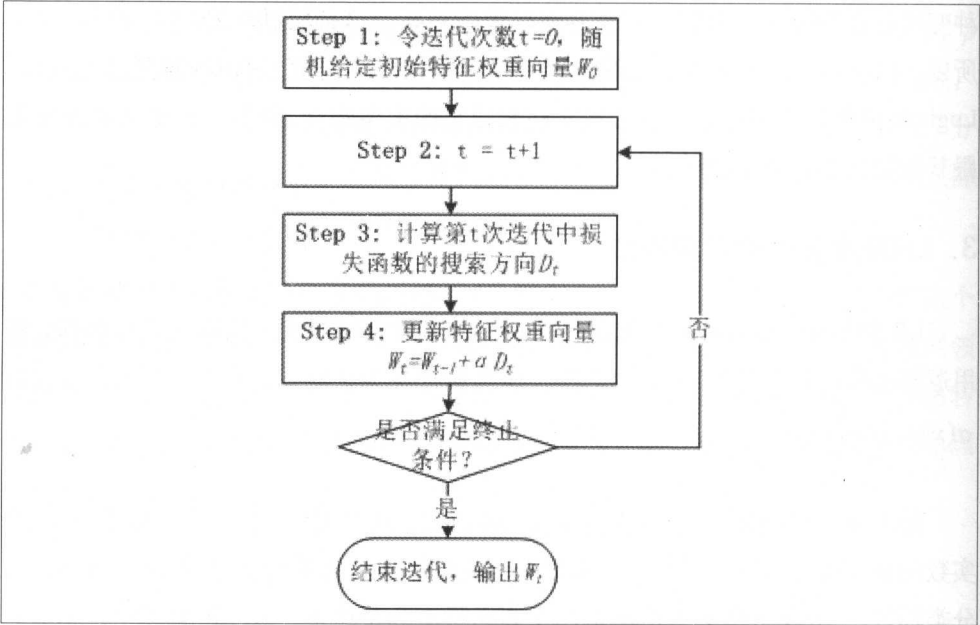 Step 1: 令迭代次数t=0, 随
机给定初始特征权重向量W₀
Step 2: t = t+1
Step 3: 计算第t次迭代中损
失函数的搜索方向Dₜ
Step 4: 更新特征权重向量
Wₜ=Wₜ₋₁+α Dₜ
是否满足终止
条件?
否
是
结束迭代, 输出Wₜ